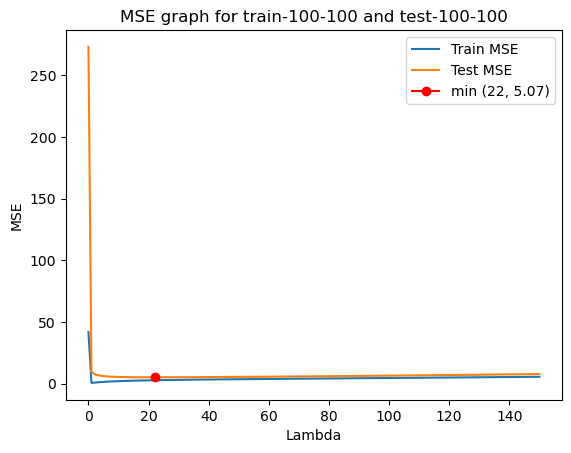 MSE graph for train-100-100 and test-100-100
Train MSE
Test MSE
min (22, 5.07)
MSE
250
200
150
100
50
0
0 20 40 60 80 100 120 140
Lambda